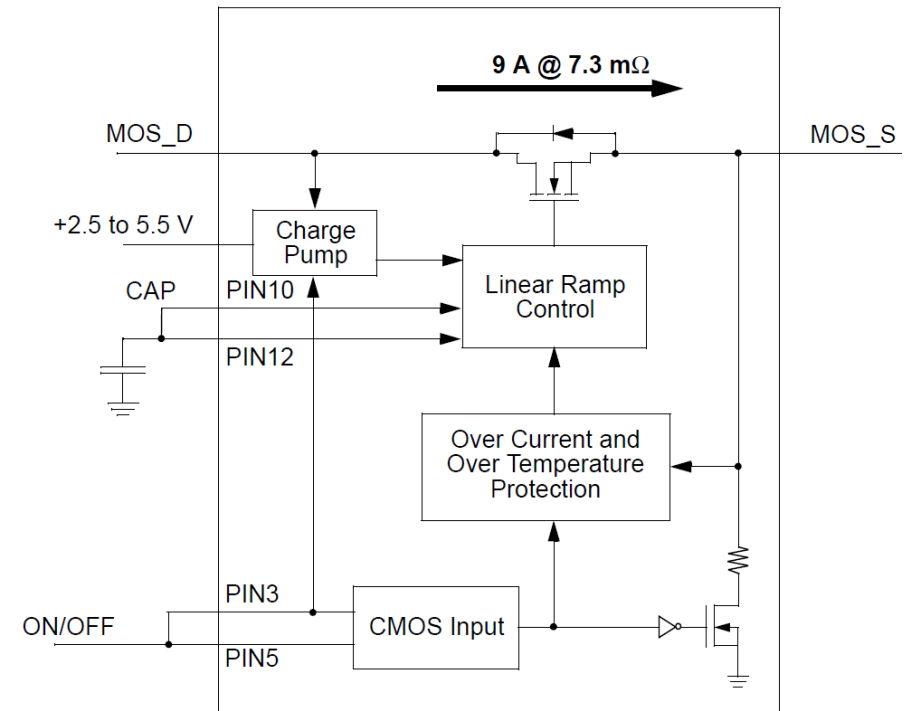 9 A @ 7.3 mΩ
MOS_D
MOS_S
+2.5 to 5.5 V
Charge
Pump
CAP
PIN10
Linear Ramp
Control
PIN12
Over Current and
Over Temperature
Protection
PIN3
ON/OFF
CMOS Input
PIN5